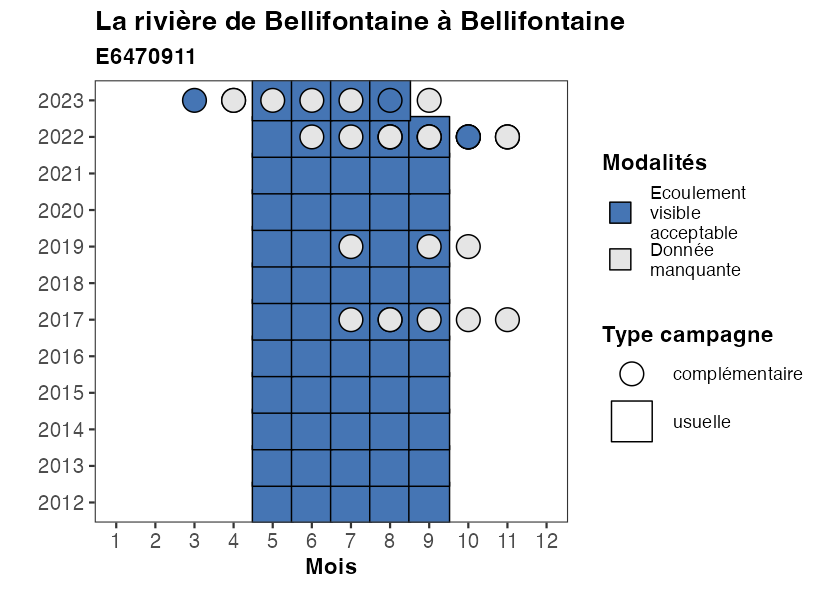 La rivière de Bellifontaine à Bellifontaine
E6470911
2023
2022
2021
2020
2019
2018
2017
2016
2015
2014
2013
2012
1 2 3 4 5 6 7 8 9 10 11 12
Mois
Modalités
Ecoulement
visible
acceptable
Donnée
manquante
Type campagne
complémentaire
usuelle